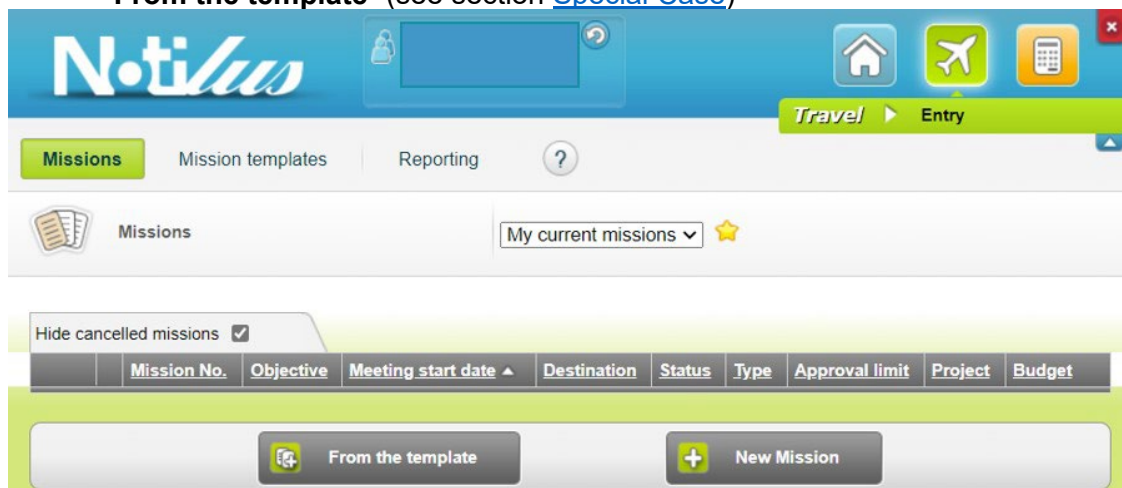 From the template" (see section Special Case)
Notilus
Travel Entry
Missions Mission templates Reporting ?
Missions My current missions
Hide cancelled missions
Mission No. Objective Meeting start date Destination Status Type Approval limit Project Budget
From the template New Mission